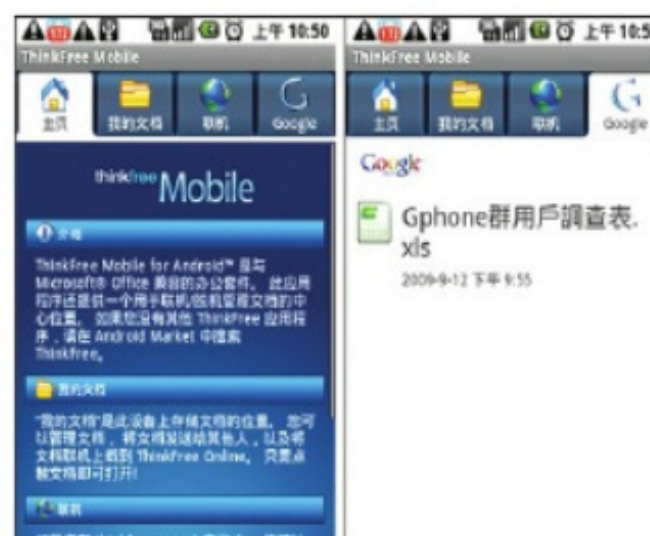 上午 10:50
ThinkFree Mobile
主页 我的文档 联机 Google
thinkfree Mobile
介绍
ThinkFree Mobile for Android™ 是与
Microsoft® Office 兼容的办公套件。 此应用
程序还提供一个用于联机/脱机管理文档的中
心位置。 如果您没有其他 ThinkFree 应用程
序，请在 Android Market 中搜索
ThinkFree。
我的文档
"我的文档"是此设备上存储文档的位置。 您可
以管理文档，将文档发送给其他人，以及将
文档联机上载到 ThinkFree Online。 只要点
触文档即可打开!
联机
上午 10:5
ThinkFree Mobile
主页 我的文档 联机 Google
Google
Gphone群用戶調查表.
xls
2009-9-12 下午 9:55